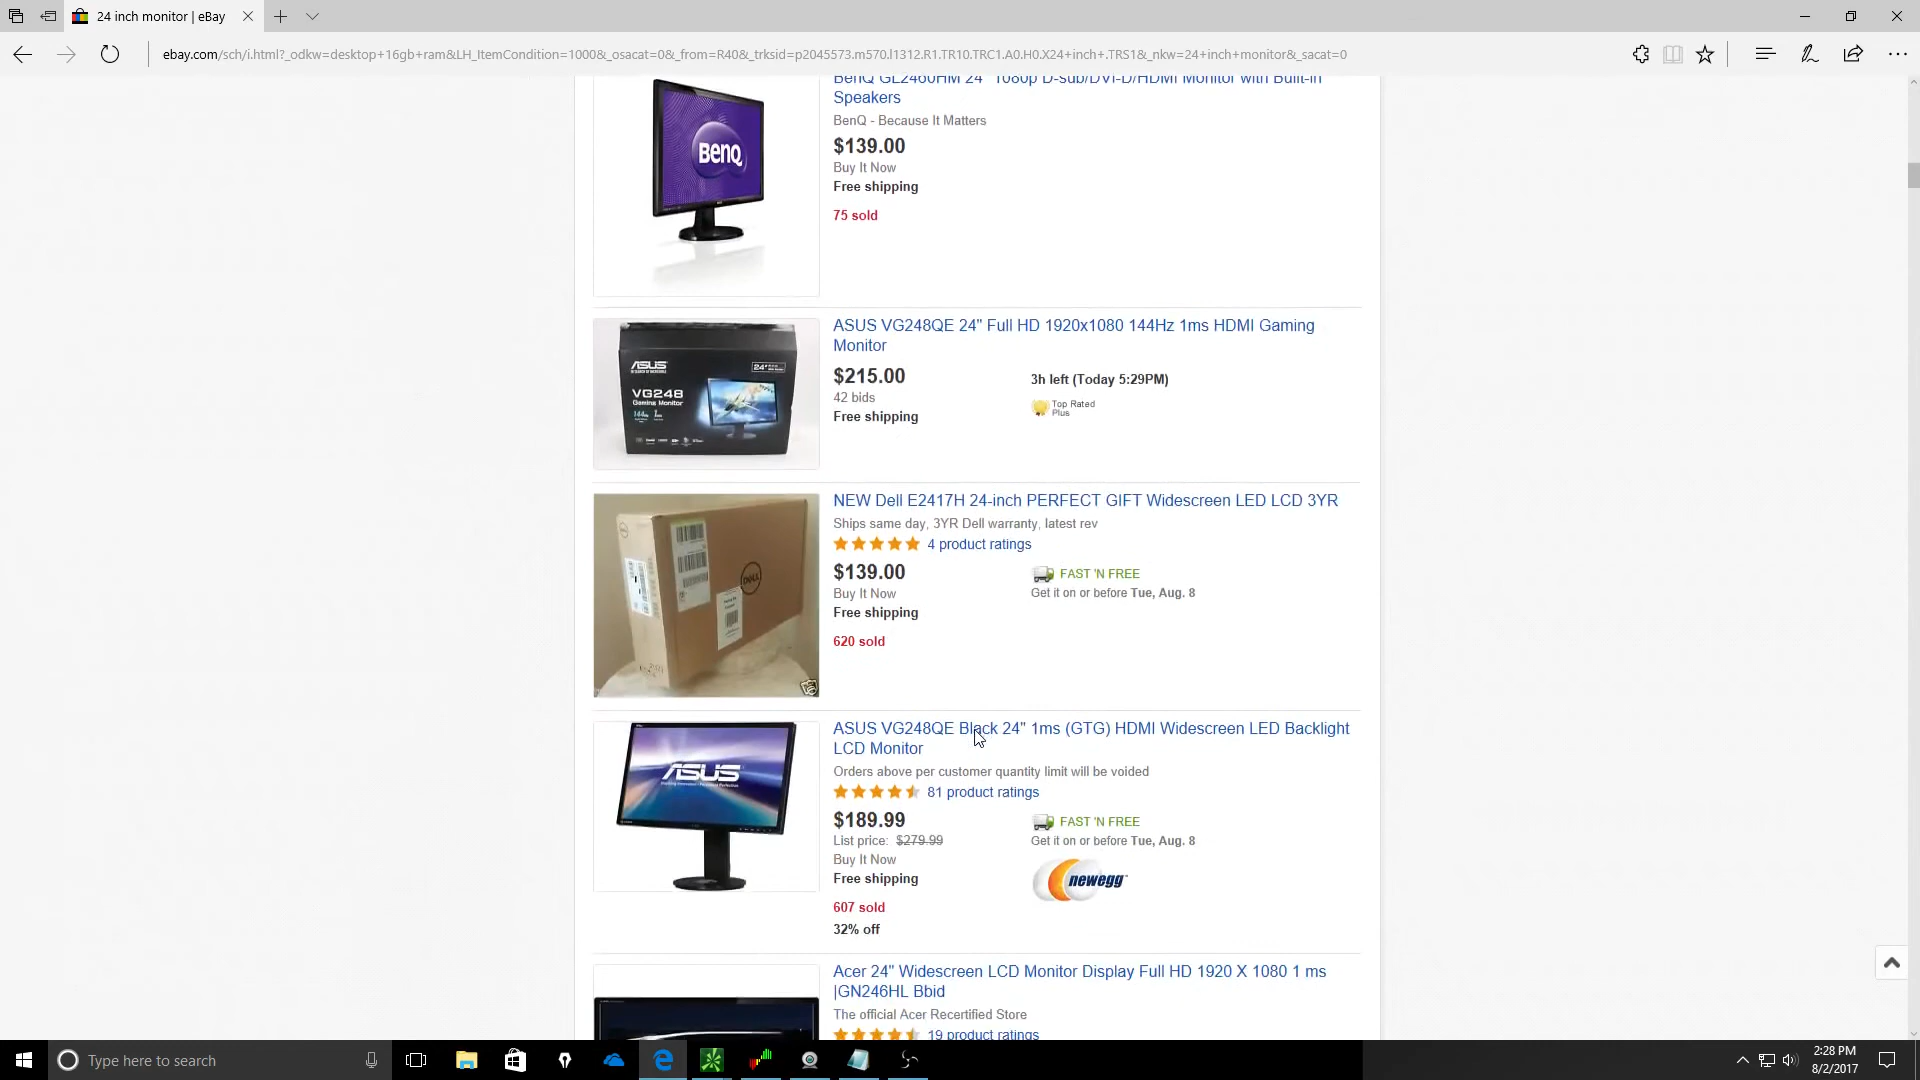 24 inch monitor | eBay
ebay.com/sch/i.html?_odkw=desktop+16gb+ram&LH_ItemCondition=1000&_osacat=0&_from=R40&_trksid=p2045573.m570.l1312.R1.TR10.TRC1.A0.H0.X24+inch+.TRS1&_nkw=24+inch+monitor&_sacat=0
BenQ GL2460HM 24" 1080p D-sub/DVI-D/HDMI Monitor with Built-in
Speakers
BenQ - Because It Matters
$139.00
Buy It Now
Free shipping
75 sold
BenQ
ASUS VG248QE 24" Full HD 1920x1080 144Hz 1ms HDMI Gaming
Monitor
$215.00
42 bids
Free shipping
3h left (Today 5:29PM)
Top Rated
Plus
ASUS
VG248
Gaming Monitor
NEW Dell E2417H 24-inch PERFECT GIFT Widescreen LED LCD 3YR
Ships same day, 3YR Dell warranty, latest rev
4 product ratings
$139.00
Buy It Now
Free shipping
FAST 'N FREE
Get it on or before Tue, Aug. 8
620 sold
DELL
ASUS VG248QE Black 24" 1ms (GTG) HDMI Widescreen LED Backlight
LCD Monitor
Orders above per customer quantity limit will be voided
81 product ratings
$189.99
List price: $279.99
Buy It Now
Free shipping
FAST 'N FREE
Get it on or before Tue, Aug. 8
newegg
607 sold
32% off
ASUS
Acer 24" Widescreen LCD Monitor Display Full HD 1920 X 1080 1 ms
|GN246HL Bbid
The official Acer Recertified Store
19 product ratings
Type here to search
2:28 PM
8/2/2017